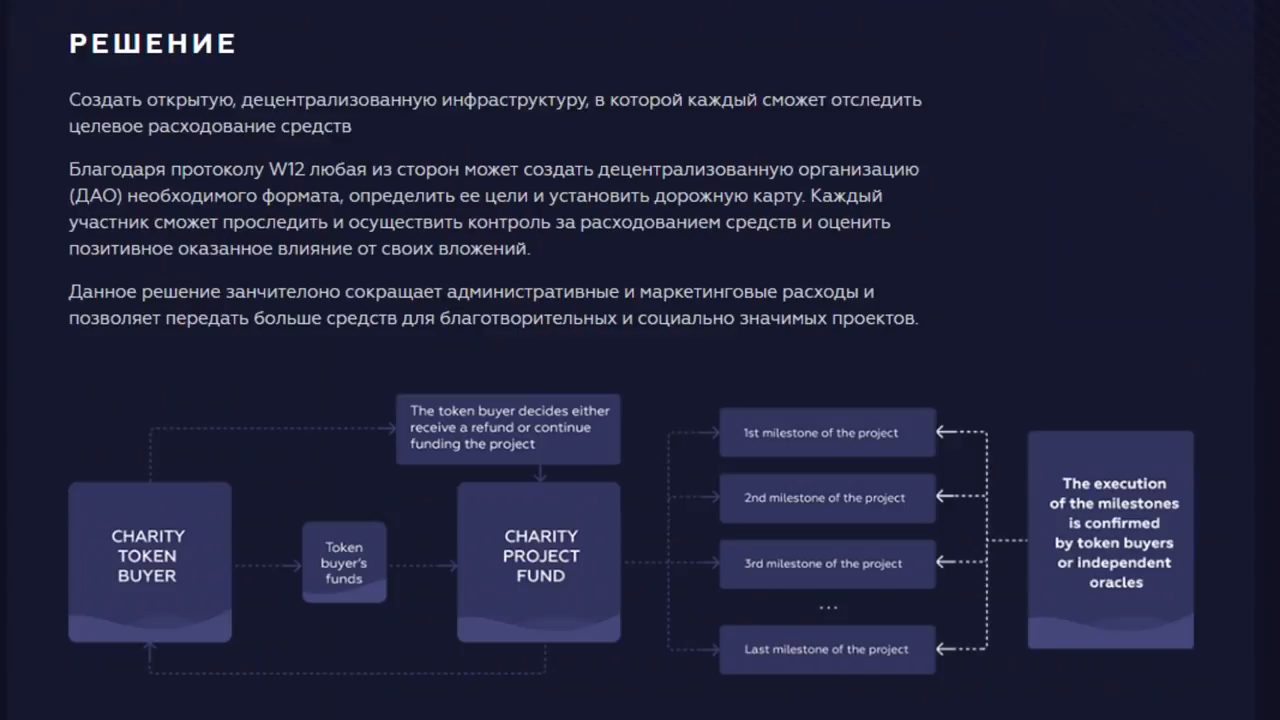 РЕШЕНИЕ
Создать открытую, децентрализованную инфраструктуру, в которой каждый сможет отследить
целевое расходование средств
Благодаря протоколу W12 любая из сторон может создать децентрализованную организацию
(ДАО) необходимого формата, определить ее цели и установить дорожную карту. Каждый
участник сможет проследить и осуществить контроль за расходованием средств и оценить
позитивное оказанное влияние от своих вложений.
Данное решение занчителоно сокращает административные и маркетинговые расходы и
позволяет передать больше средств для благотворительных и социально значимых проектов.
The token buyer decides either
receive a refund or continue
funding the project
CHARITY
TOKEN
BUYER
Token
buyer's
funds
CHARITY
PROJECT
FUND
1st milestone of the project
2nd milestone of the project
3rd milestone of the project
...
Last milestone of the project
The execution
of the milestones
is confirmed
by token buyers
or independent
oracles